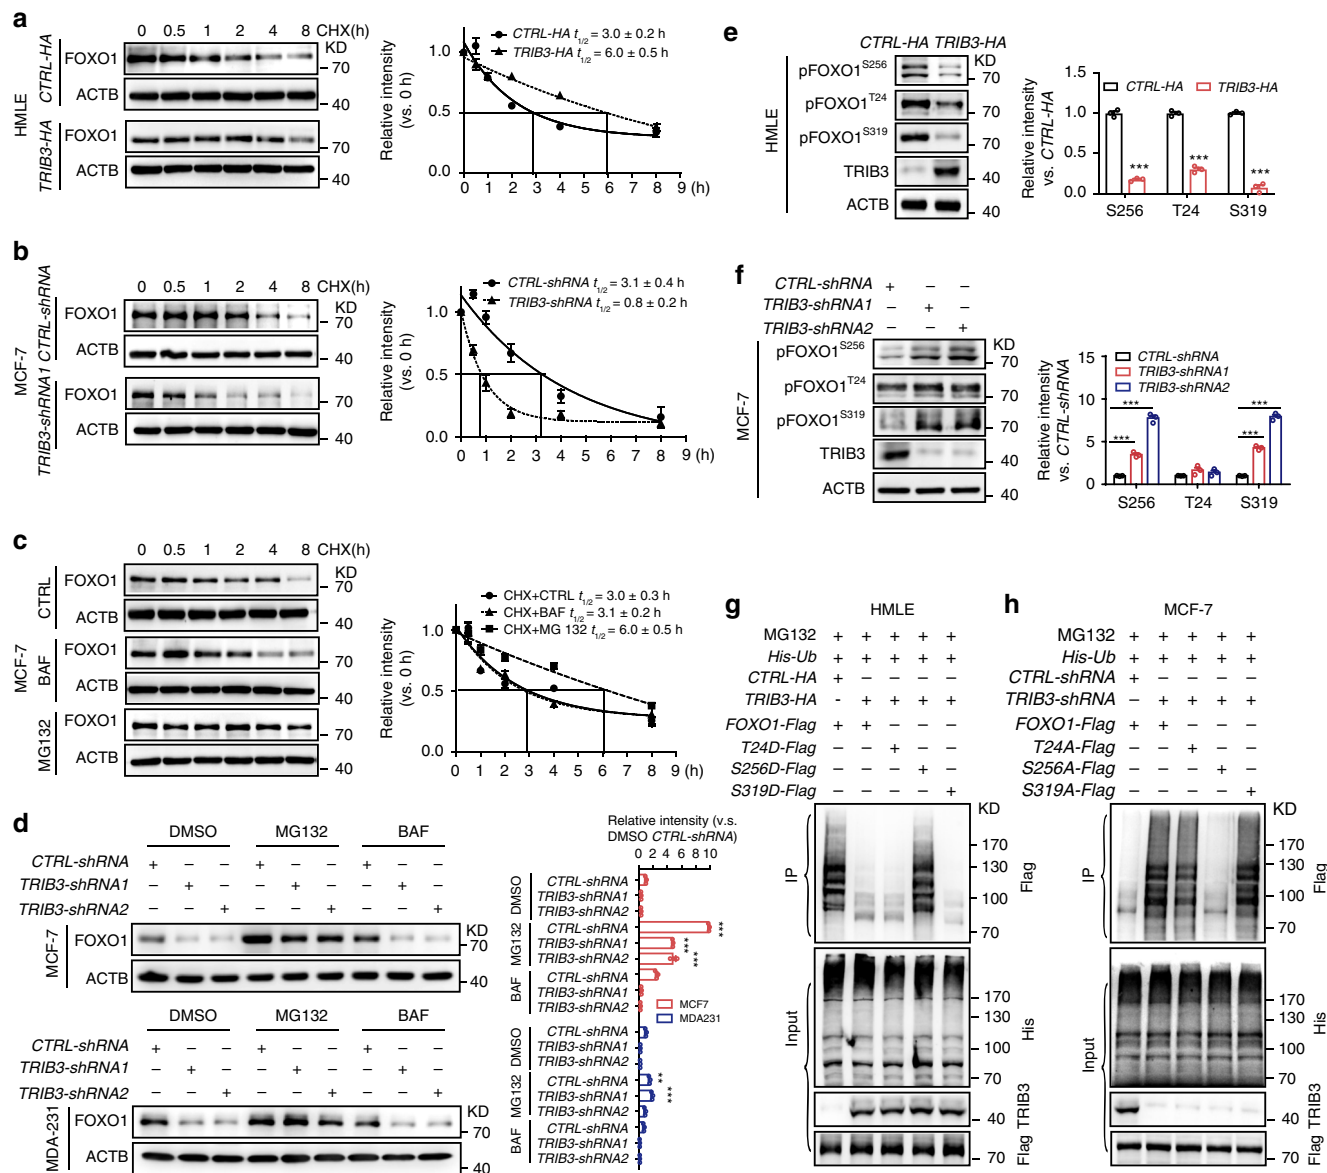 a
0 0.5 1 2 4 8 CHX(h)
HMLE
CTRL-HA
FOXO1
KD
70
ACTB
40
TRIB3-HA
FOXO1
70
ACTB
40
Relative intensity
(vs. 0 h)
CTRL-HA t1/2 = 3.0 ± 0.2 h
TRIB3-HA t1/2 = 6.0 ± 0.5 h
1.0
0.5
0.0
0 1 2 3 4 5 6 7 8 9 (h)
b
0 0.5 1 2 4 8 CHX(h)
MCF-7
CTRL-shRNA
FOXO1
KD
70
ACTB
40
TRIB3-shRNA1
FOXO1
70
ACTB
40
Relative intensity
(vs. 0 h)
CTRL-shRNA t1/2 = 3.1 ± 0.4 h
TRIB3-shRNA t1/2 = 0.8 ± 0.2 h
1.0
0.5
0.0
0 1 2 3 4 5 6 7 8 9 (h)
c
0 0.5 1 2 4 8 CHX(h)
MCF-7
CTRL
FOXO1
KD
70
ACTB
40
BAF
FOXO1
70
ACTB
40
MG132
FOXO1
70
ACTB
40
Relative intensity
(vs. 0 h)
CHX+CTRL t1/2 = 3.0 ± 0.3 h
CHX+BAF t1/2 = 3.1 ± 0.2 h
CHX+MG 132 t1/2 = 6.0 ± 0.5 h
1.0
0.5
0.0
0 1 2 3 4 5 6 7 8 9 (h)
d
DMSO MG132 BAF
CTRL-shRNA + – – + – – + – –
TRIB3-shRNA1 – + – – + – – + –
TRIB3-shRNA2 – – + – – + – – +
MCF-7
FOXO1
KD
70
ACTB
40
DMSO MG132 BAF
CTRL-shRNA + – – + – – + – –
TRIB3-shRNA1 – + – – + – – + –
TRIB3-shRNA2 – – + – – + – – +
MDA-231
FOXO1
KD
70
ACTB
40
Relative intensity (v.s.
DMSO CTRL-shRNA)
0 2 4 6 8 10
DMSO
CTRL-shRNA
TRIB3-shRNA1
TRIB3-shRNA2
MG132
CTRL-shRNA ***
TRIB3-shRNA1 ***
TRIB3-shRNA2 ***
BAF
CTRL-shRNA
TRIB3-shRNA1
TRIB3-shRNA2
MCF7
MDA231
DMSO
CTRL-shRNA
TRIB3-shRNA1
TRIB3-shRNA2
MG132
CTRL-shRNA **
TRIB3-shRNA1 ***
TRIB3-shRNA2
BAF
CTRL-shRNA
TRIB3-shRNA1
TRIB3-shRNA2
e
CTRL-HA TRIB3-HA
HMLE
KD
pFOXO1S256
70
pFOXO1T24
70
pFOXO1S319
70
TRIB3
40
ACTB
40
Relative intensity
vs. CTRL-HA
CTRL-HA TRIB3-HA
1.5
1.0
0.5
0.0
*** *** ***
S256 T24 S319
f
CTRL-shRNA + – –
TRIB3-shRNA1 – + –
TRIB3-shRNA2 – – +
MCF-7
KD
pFOXO1S256
70
pFOXO1T24
70
pFOXO1S319
70
TRIB3
40
ACTB
40
Relative intensity
vs. CTRL-shRNA
CTRL-shRNA
TRIB3-shRNA1
TRIB3-shRNA2
15
10
5
0
*** ***
*** ***
S256 T24 S319
g
HMLE
MG132 + + + + +
His-Ub + + + + +
CTRL-HA + – – – –
TRIB3-HA - + + + +
FOXO1-Flag + + – – –
T24D-Flag – – + – –
S256D-Flag – – – + –
S319D-Flag – – – – +
KD
IP
170
130
100
70
Flag
Input
170
130
100
70
His
40
TRIB3
70
Flag
h
MCF-7
MG132 + + + + +
His-Ub + + + + +
CTRL-shRNA + – – – –
TRIB3-shRNA – + + + +
FOXO1-Flag + + – – –
T24A-Flag – – + – –
S256A-Flag – – – + –
S319A-Flag – – – – +
KD
IP
170
130
100
70
Flag
Input
170
130
100
70
His
40
TRIB3
70
Flag